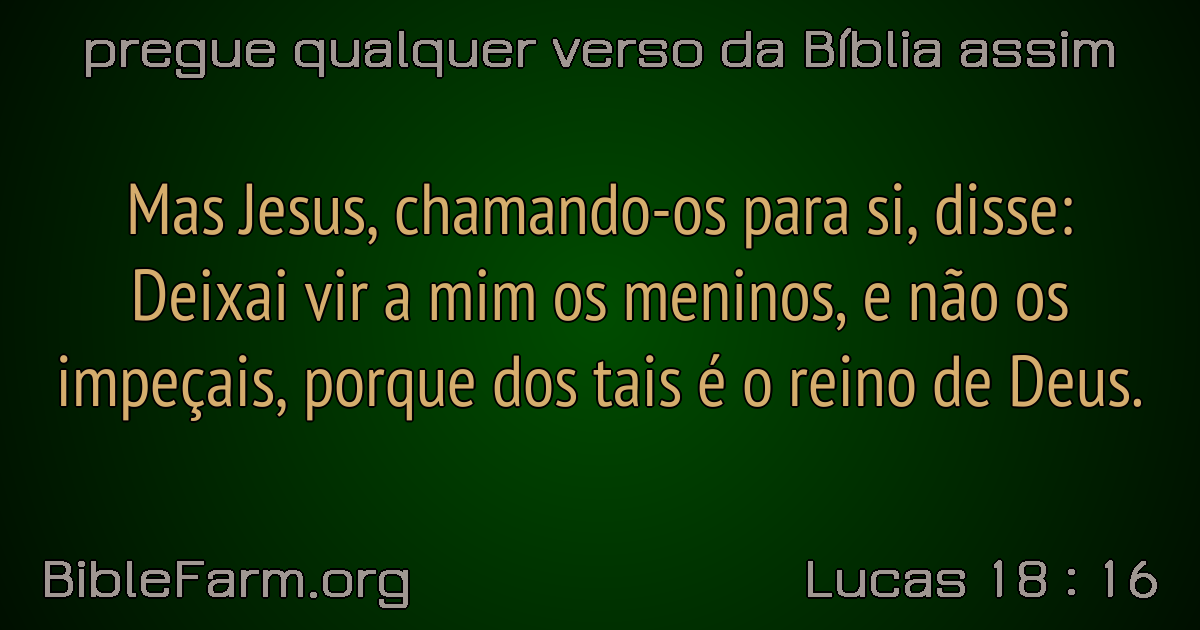 pregue qualquer verso da Bíblia assim
Mas Jesus, chamando-os para si, disse:
Deixai vir a mim os meninos, e não os
impeçais, porque dos tais é o reino de Deus.
BibleFarm.org
Lucas 18 : 16